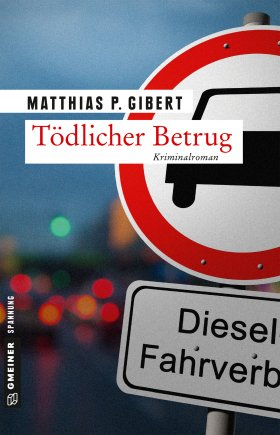 MATTHIAS P. GIBERT
Tödlicher Betrug
Kriminalroman
Diesel
Fahrverb
GMEINER SPANNUNG